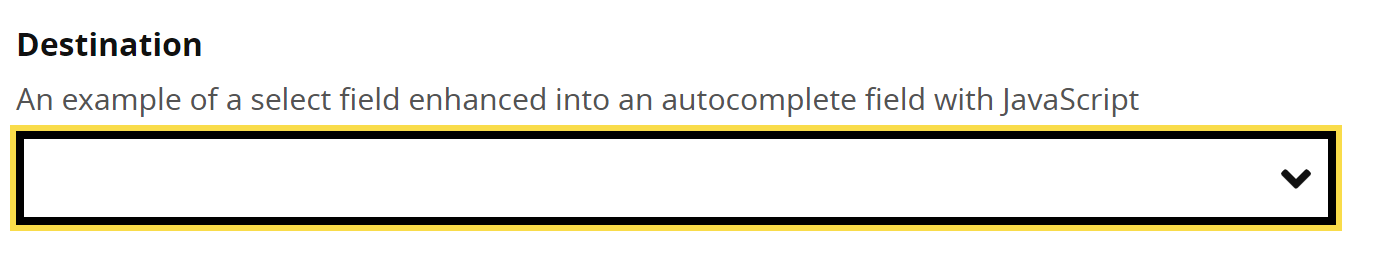 Destination
An example of a select field enhanced into an autocomplete field with JavaScript